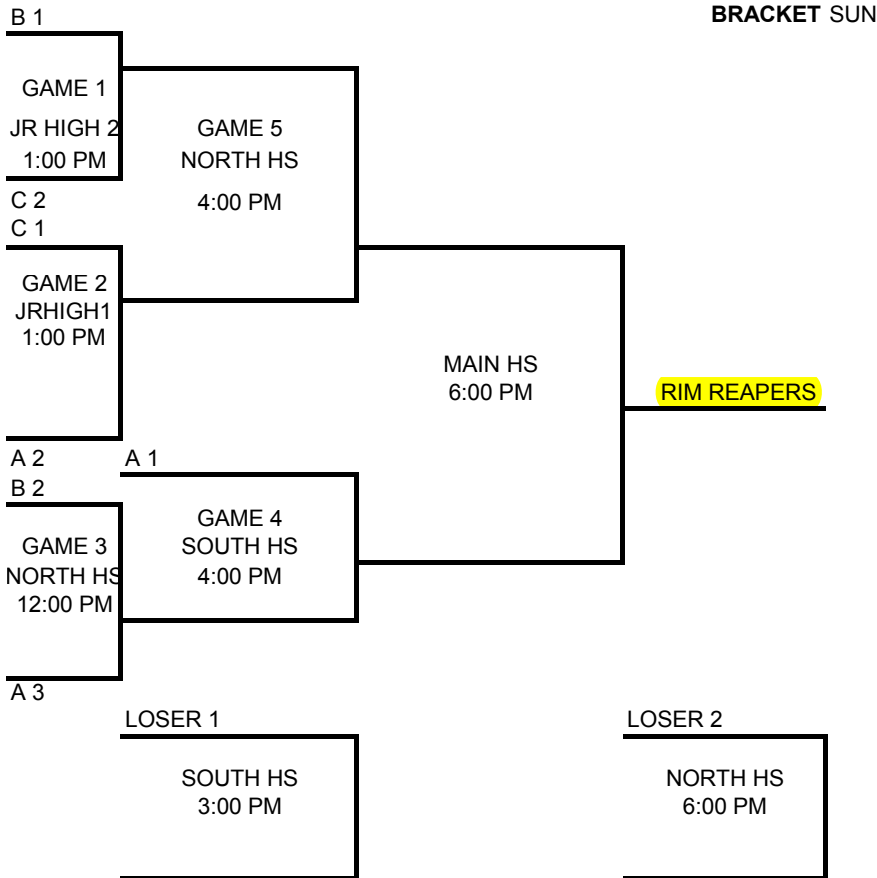 B 1
BRACKET SUN
GAME 1
JR HIGH 2
1:00 PM
GAME 5
NORTH HS
4:00 PM
C 2
C 1
GAME 2
JRHIGH1
1:00 PM
MAIN HS
6:00 PM
RIM REAPERS
A 2
A 1
B 2
GAME 3
NORTH HS
12:00 PM
GAME 4
SOUTH HS
4:00 PM
A 3
LOSER 1
SOUTH HS
3:00 PM
LOSER 2
NORTH HS
6:00 PM